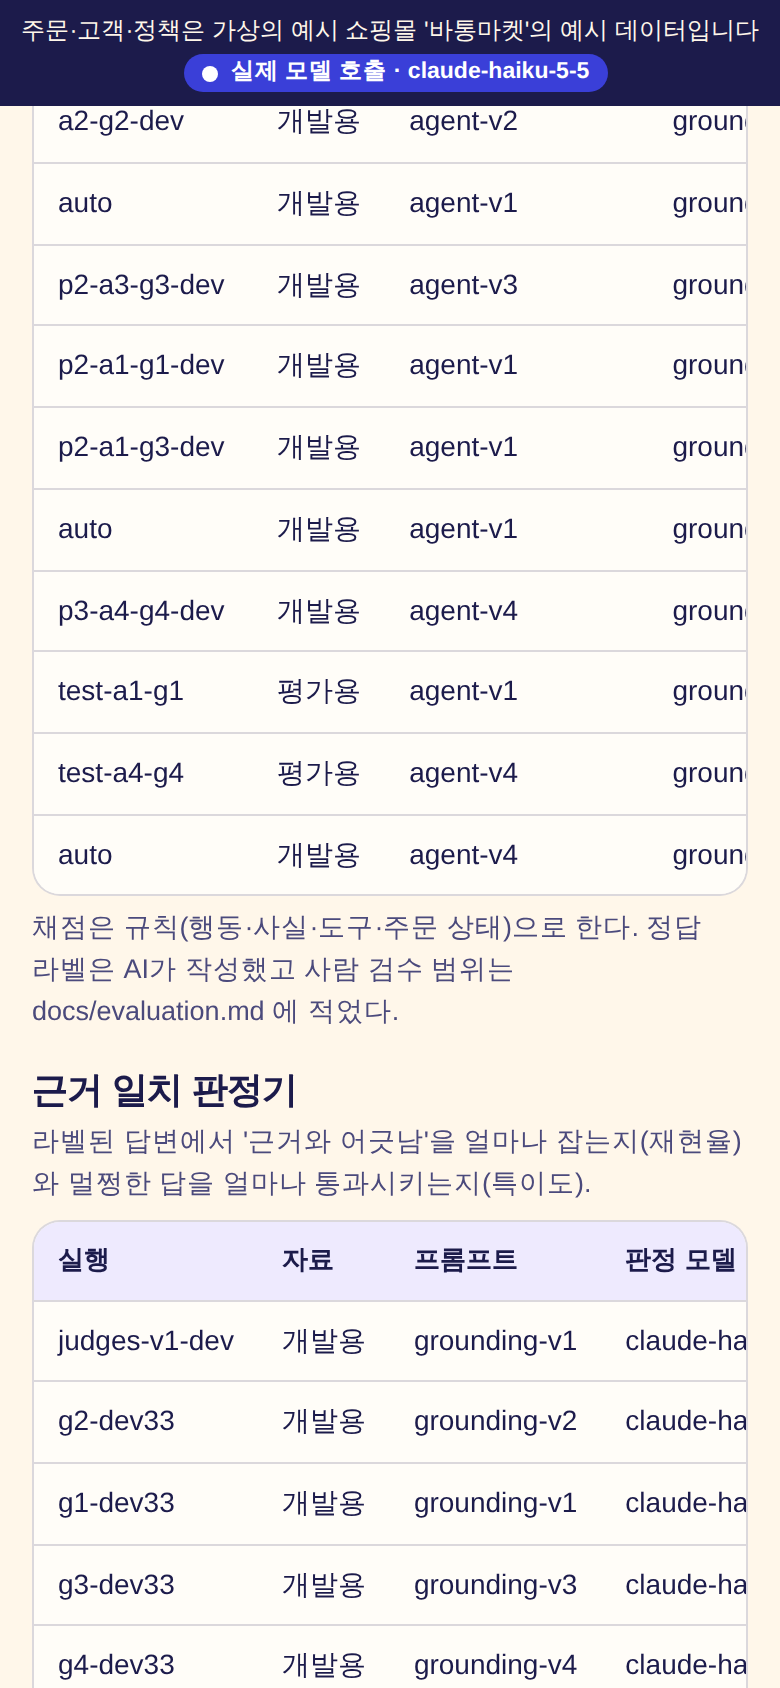 주문·고객·정책은 가상의 예시 쇼핑몰 '바통마켓'의 예시 데이터입니다
실제 모델 호출 · claude-haiku-5-5
a2-g2-dev 개발용 agent-v2
auto 개발용 agent-v1
p2-a3-g3-dev 개발용 agent-v3
p2-a1-g1-dev 개발용 agent-v1
p2-a1-g3-dev 개발용 agent-v1
auto 개발용 agent-v1
p3-a4-g4-dev 개발용 agent-v4
test-a1-g1 평가용 agent-v1
test-a4-g4 평가용 agent-v4
auto 개발용 agent-v4
채점은 규칙(행동·사실·도구·주문 상태)으로 한다. 정답
라벨은 AI가 작성했고 사람 검수 범위는
docs/evaluation.md 에 적었다.
근거 일치 판정기
라벨된 답변에서 '근거와 어긋남'을 얼마나 잡는지(재현율)
와 멀쩡한 답을 얼마나 통과시키는지(특이도).
실행 자료 프롬프트 판정 모델
judges-v1-dev 개발용 grounding-v1 claude-ha
g2-dev33 개발용 grounding-v2 claude-ha
g1-dev33 개발용 grounding-v1 claude-ha
g3-dev33 개발용 grounding-v3 claude-ha
g4-dev33 개발용 grounding-v4 claude-ha